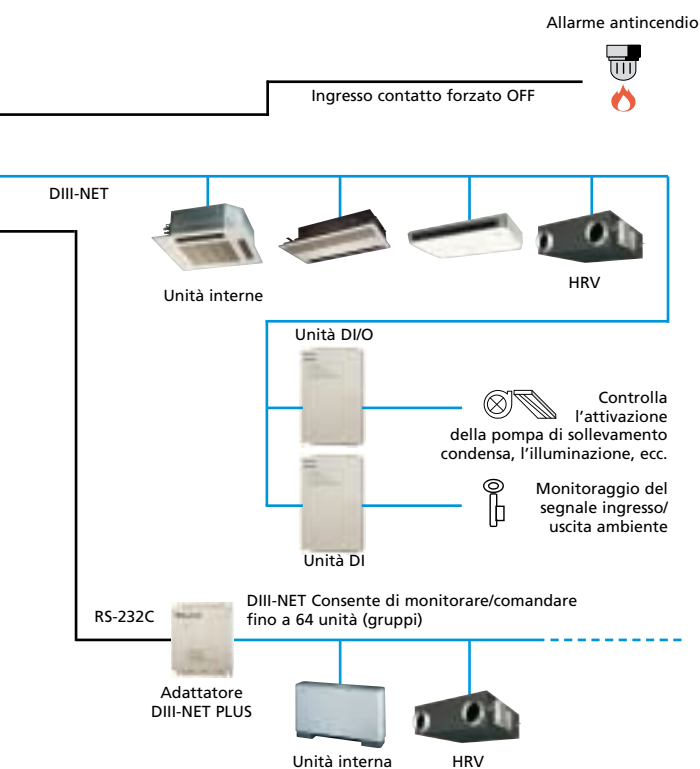 Allarme antincendio
Ingresso contatto forzato OFF
DIII-NET
Unità interne
HRV
Unità DI/O
Controlla
l'attivazione
della pompa di sollevamento
condensa, l'illuminazione, ecc.
Monitoraggio del
segnale ingresso/
uscita ambiente
Unità DI
RS-232C
DIII-NET Consente di monitorare/comandare
fino a 64 unità (gruppi)
Adattatore
DIII-NET PLUS
Unità interna
HRV